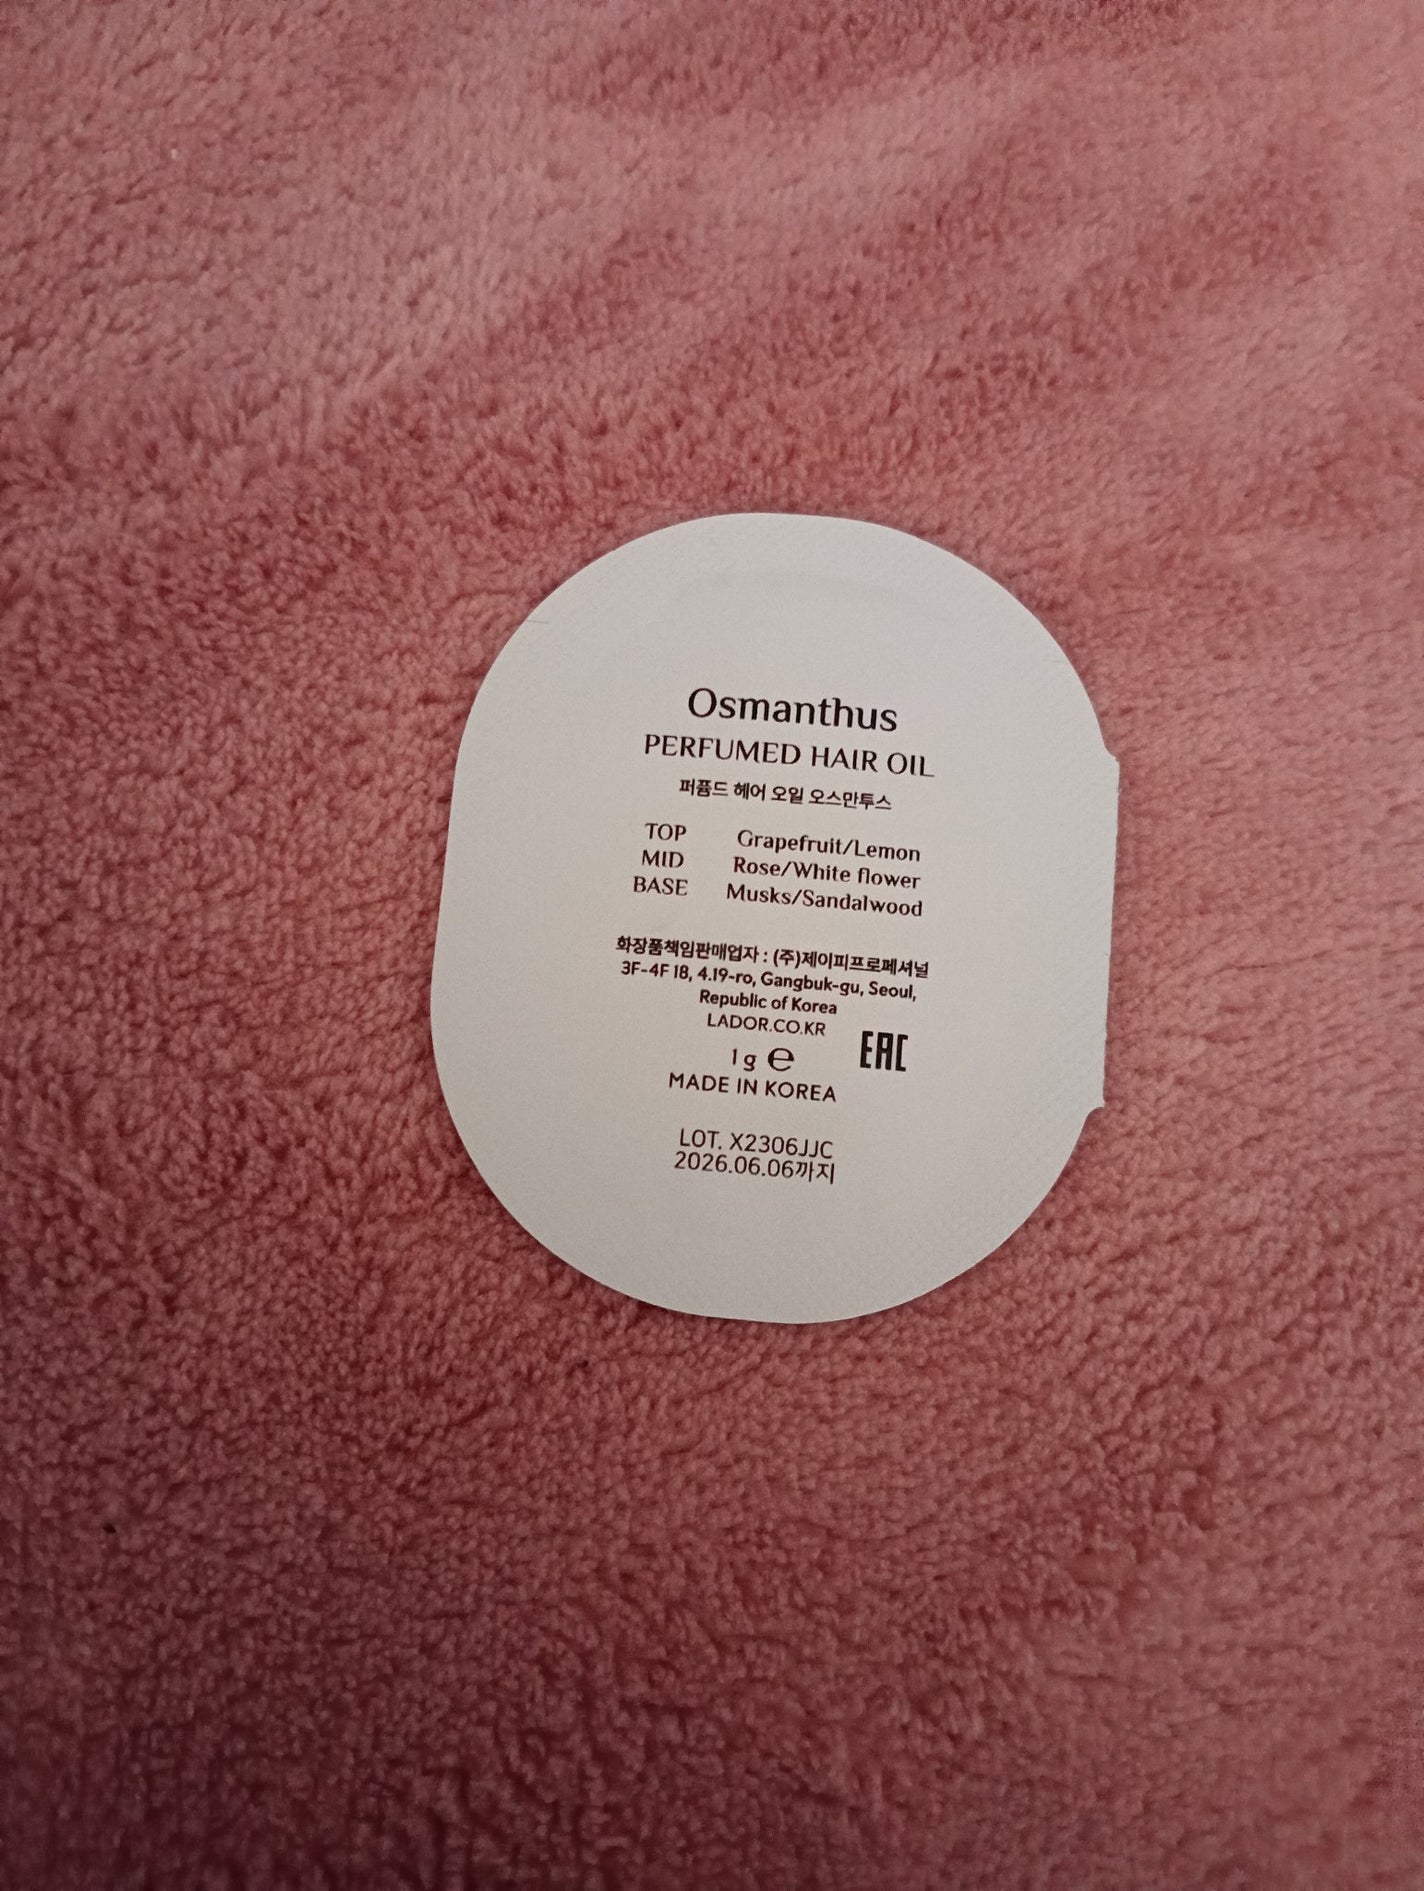 Osmanthus
PERFUMED HAIR OIL
퍼퓸드 헤어 오일 오스만투스
TOP Grapefruit/Lemon
MID Rose/White flower
BASE Musks/Sandalwood
화장품책임판매업자 : (주)제이피프로페셔널
3F-4F 18, 4.19-ro, Gangbuk-gu, Seoul,
Republic of Korea
LADOR.CO.KR
EAC
1 g ℮
MADE IN KOREA
LOT. X2306JJC
2026.06.06까지